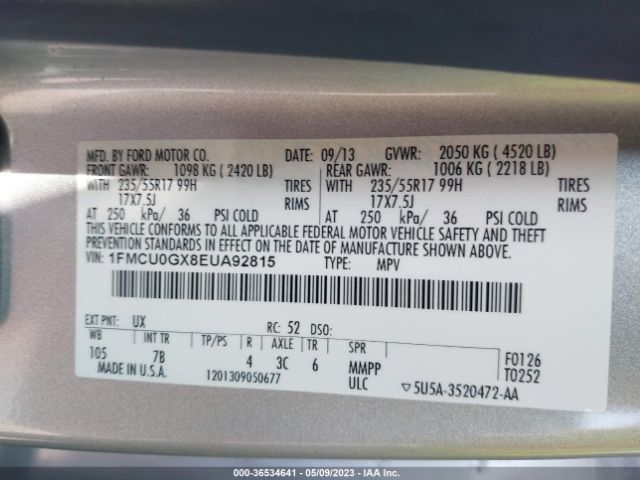 MFD. BY FORD MOTOR CO. DATE: 09/13 GVWR: 2050 KG ( 4520 LB)
FRONT GAWR: 1098 KG ( 2420 LB) REAR GAWR: 1006 KG ( 2218 LB)
WITH 235/55R17 99H TIRES WITH 235/55R17 99H TIRES
17X7.5J RIMS 17X7.5J RIMS
AT 250 kPa/ 36 PSI COLD AT 250 kPa/ 36 PSI COLD
THIS VEHICLE CONFORMS TO ALL APPLICABLE FEDERAL MOTOR VEHICLE SAFETY AND THEFT
PREVENTION STANDARDS IN EFFECT ON THE DATE OF MANUFACTURE SHOWN ABOVE.
VIN: 1FMCU0GX8EUA92815 TYPE: MPV
EXT PNT: UX RC: 52 DSO:
WB INT TR TP/PS R AXLE TR SPR
105 7B 4 3C 6 MMPP
MADE IN U.S.A. 1201309050677 ULC
F0126
T0252
▽5U5A-3520472-AA
000-36534641 - 05/09/2023 - IAAI.COM